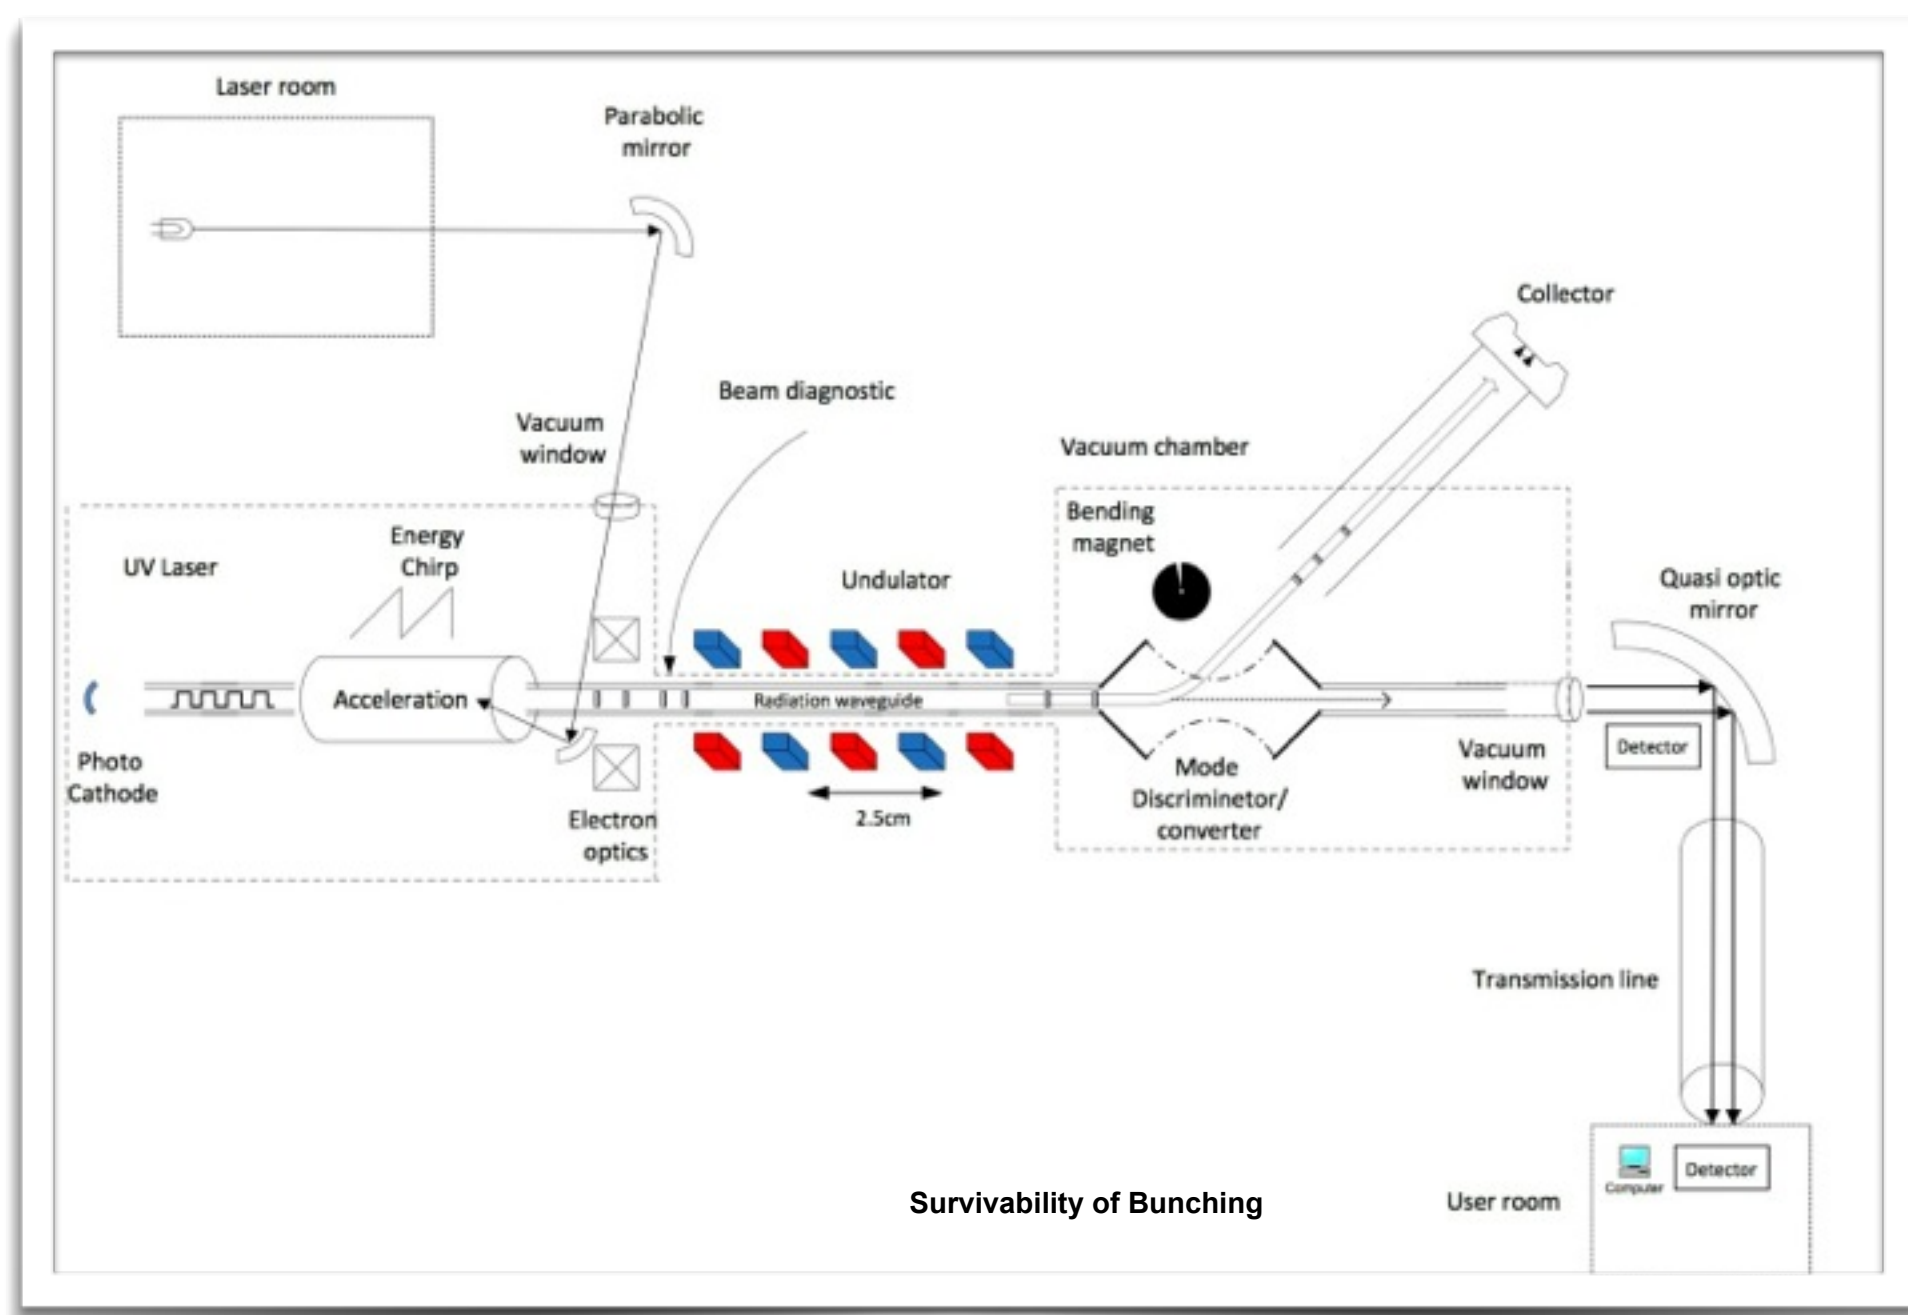 Laser room
Parabolic
mirror
Collector
Beam diagnostic
Vacuum
window
Vacuum chamber
Bending
magnet
Energy
Chirp
UV Laser
Undulator
Quasi optic
mirror
Acceleration
Radiation waveguide
Photo
Cathode
Electron
optics
2.5cm
Mode
Discriminetor/
converter
Vacuum
window
Detector
Transmission line
Survivability of Bunching
User room
Computer
Detector